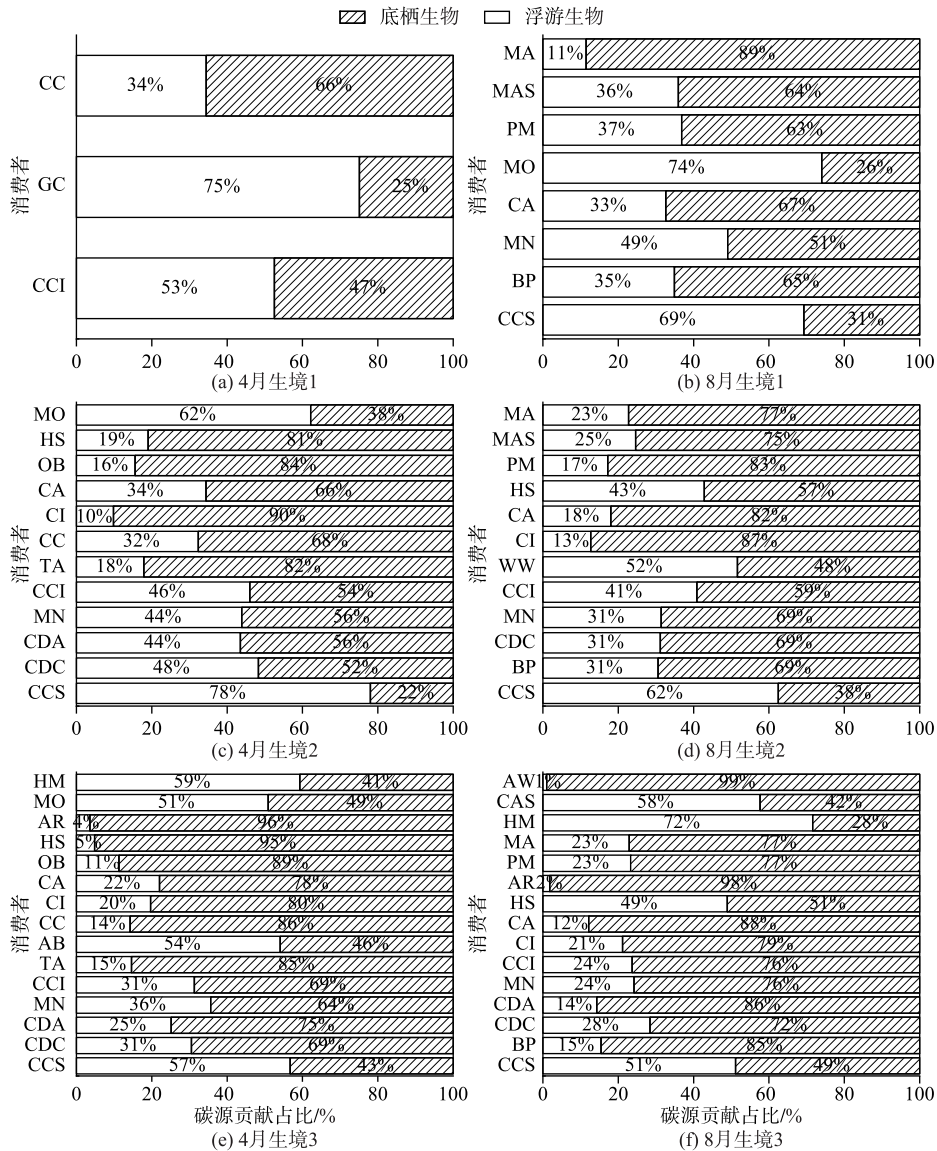 底栖生物 浮游生物
消费者
CC 34% 66%
GC 75% 25%
CCI 53% 47%
0 20 40 60 80 100
(a) 4月生境1
消费者
MA 11% 89%
MAS 36% 64%
PM 37% 63%
MO 74% 26%
CA 33% 67%
MN 49% 51%
BP 35% 65%
CCS 69% 31%
0 20 40 60 80 100
(b) 8月生境1
消费者
MO 62% 38%
HS 19% 81%
OB 16% 84%
CA 34% 66%
CI 10% 90%
CC 32% 68%
TA 18% 82%
CCI 46% 54%
MN 44% 56%
CDA 44% 56%
CDC 48% 52%
CCS 78% 22%
0 20 40 60 80 100
(c) 4月生境2
消费者
MA 23% 77%
MAS 25% 75%
PM 17% 83%
HS 43% 57%
CA 18% 82%
CI 13% 87%
WW 52% 48%
CCI 41% 59%
MN 31% 69%
CDC 31% 69%
BP 31% 69%
CCS 62% 38%
0 20 40 60 80 100
(d) 8月生境2
消费者
HM 59% 41%
MO 51% 49%
AR 4% 96%
HS 5% 95%
OB 11% 89%
CA 22% 78%
CI 20% 80%
CC 14% 86%
AB 54% 46%
TA 15% 85%
CCI 31% 69%
MN 36% 64%
CDA 25% 75%
CDC 31% 69%
CCS 57% 43%
0 20 40 60 80 100
碳源贡献占比/%
(e) 4月生境3
消费者
AW 1% 99%
CAS 58% 42%
HM 72% 28%
MA 23% 77%
PM 23% 77%
AR 2% 98%
HS 49% 51%
CA 12% 88%
CI 21% 79%
CCI 24% 76%
MN 24% 76%
CDA 14% 86%
CDC 28% 72%
BP 15% 85%
CCS 51% 49%
0 20 40 60 80 100
碳源贡献占比/%
(f) 8月生境3